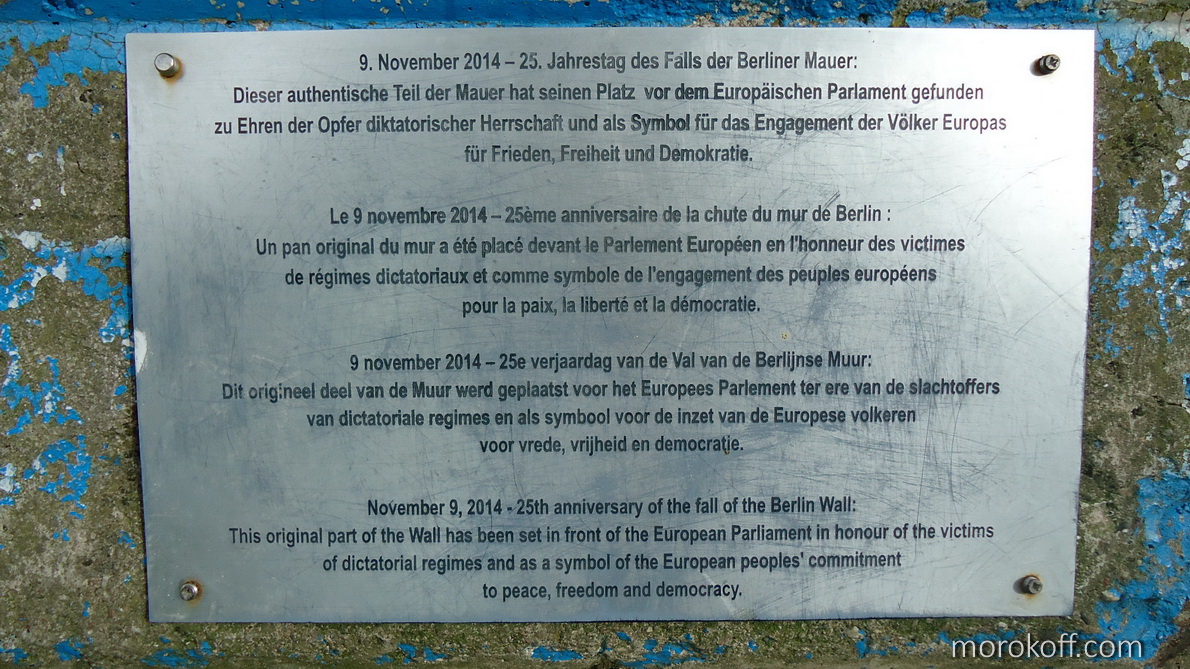 9. November 2014 – 25. Jahrestag des Falls der Berliner Mauer:
Dieser authentische Teil der Mauer hat seinen Platz vor dem Europäischen Parlament gefunden
zu Ehren der Opfer diktatorischer Herrschaft und als Symbol für das Engagement der Völker Europas
für Frieden, Freiheit und Demokratie.
Le 9 novembre 2014 – 25ème anniversaire de la chute du mur de Berlin :
Un pan original du mur a été placé devant le Parlement Européen en l'honneur des victimes
de régimes dictatoriaux et comme symbole de l'engagement des peuples européens
pour la paix, la liberté et la démocratie.
9 november 2014 – 25e verjaardag van de Val van de Berlijnse Muur:
Dit origineel deel van de Muur werd geplaatst voor het Europees Parlement ter ere van de slachtoffers
van dictatoriale regimes en als symbool voor de inzet van de Europese volkeren
voor vrede, vrijheid en democratie.
November 9, 2014 - 25th anniversary of the fall of the Berlin Wall:
This original part of the Wall has been set in front of the European Parliament in honour of the victims
of dictatorial regimes and as a symbol of the European peoples' commitment
to peace, freedom and democracy.
morokoff.com